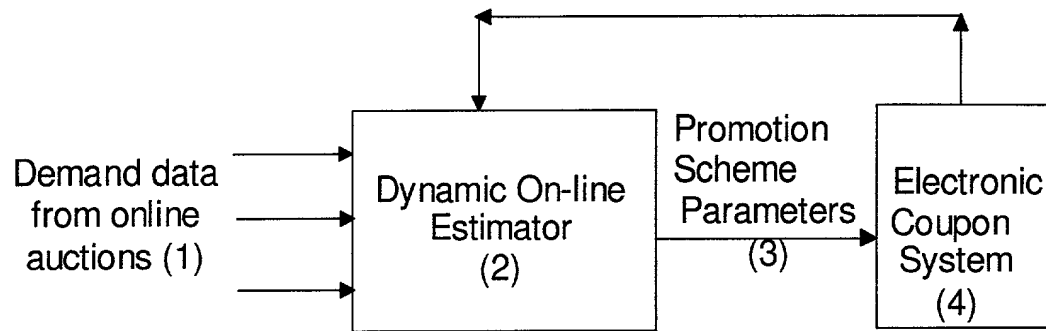 Demand data
from online
auctions (1)
Dynamic On-line
Estimator
(2)
Promotion
Scheme
Parameters
(3)
Electronic
Coupon
System
(4)